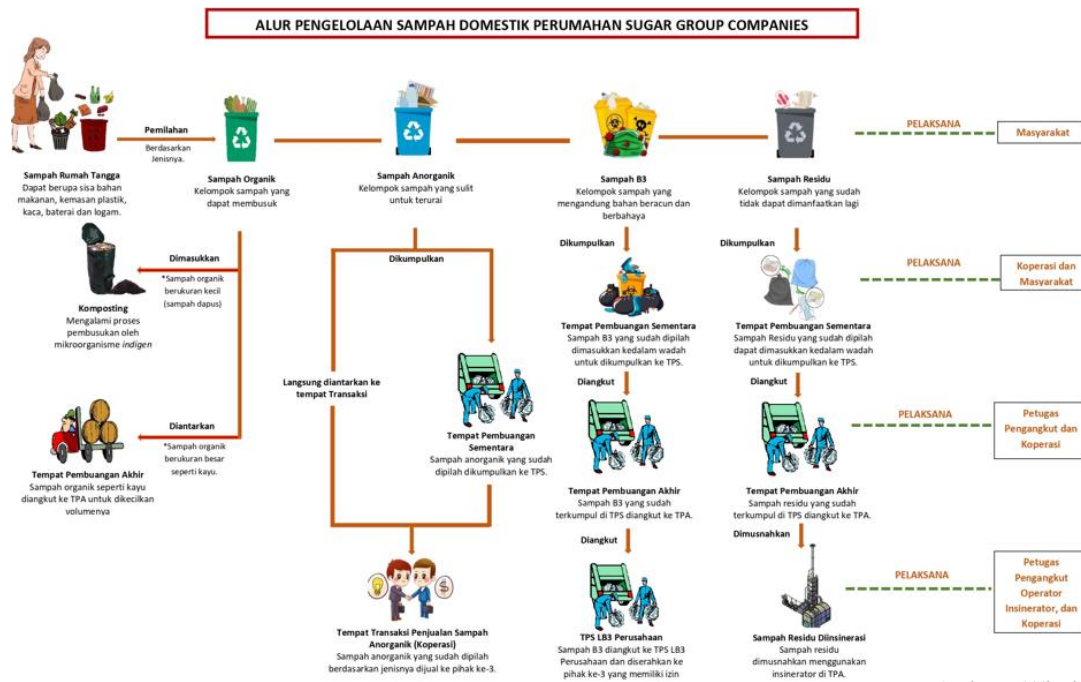 ALUR PENGELOLAAN SAMPAH DOMESTIK PERUMAHAN SUGAR GROUP COMPANIES
Pemilahan
Berdasarkan
Jenisnya.
PELAKSANA
Masyarakat
Sampah Rumah Tangga
Dapat berupa sisa bahan
makanan, kemasan plastik,
kaca, baterai dan logam.
Sampah Organik
Kelompok sampah yang
dapat membusuk
Sampah Anorganik
Kelompok sampah yang sulit
untuk terurai
Sampah B3
Kelompok sampah yang
mengandung bahan beracun dan
berbahaya
Sampah Residu
Kelompok sampah yang sudah
tidak dapat dimanfaatkan lagi
Dimasukkan
*Sampah organik
berukuran kecil
(sampah dapur)
Komposting
Mengalami proses
pembusukan oleh
mikroorganisme indigen
Diantarkan
*Sampah organik
berukuran besar
seperti kayu.
Tempat Pembuangan Akhir
Sampah organik seperti kayu
diangkut ke TPA untuk dikecilkan
volumenya
Langsung diantarkan ke
tempat Transaksi
Dikumpulkan
Tempat Pembuangan
Sementara
Sampah anorganik yang sudah
dipilah dikumpulkan ke TPS.
Tempat Transaksi Penjualan Sampah
Anorganik (Koperasi)
Sampah anorganik yang sudah dipilah
berdasarkan jenisnya dijual ke pihak ke-3.
Dikumpulkan
Tempat Pembuangan Sementara
Sampah B3 yang sudah dipilah
dimasukkan kedalam wadah
untuk dikumpulkan ke TPS.
Diangkut
Tempat Pembuangan Akhir
Sampah B3 yang sudah
terkumpul di TPS diangkut ke TPA.
Diangkut
TPS LB3 Perusahaan
Sampah B3 diangkut ke TPS LB3
Perusahaan dan diserahkan ke
pihak ke-3 yang memiliki izin
Dikumpulkan
Tempat Pembuangan Sementara
Sampah Residu yang sudah dipilah
dapat dimasukkan kedalam wadah
untuk dikumpulkan ke TPS.
Diangkut
Tempat Pembuangan Akhir
Sampah residu yang sudah
terkumpul di TPS diangkut ke TPA.
Dimusnahkan
Sampah Residu Diinsinerasi
Sampah residu
dimusnahkan menggunakan
insinerator di TPA.
PELAKSANA
Koperasi dan
Masyarakat
PELAKSANA
Petugas
Pengangkut dan
Koperasi
PELAKSANA
Petugas
Pengangkut
Operator
Insinerator, dan
Koperasi